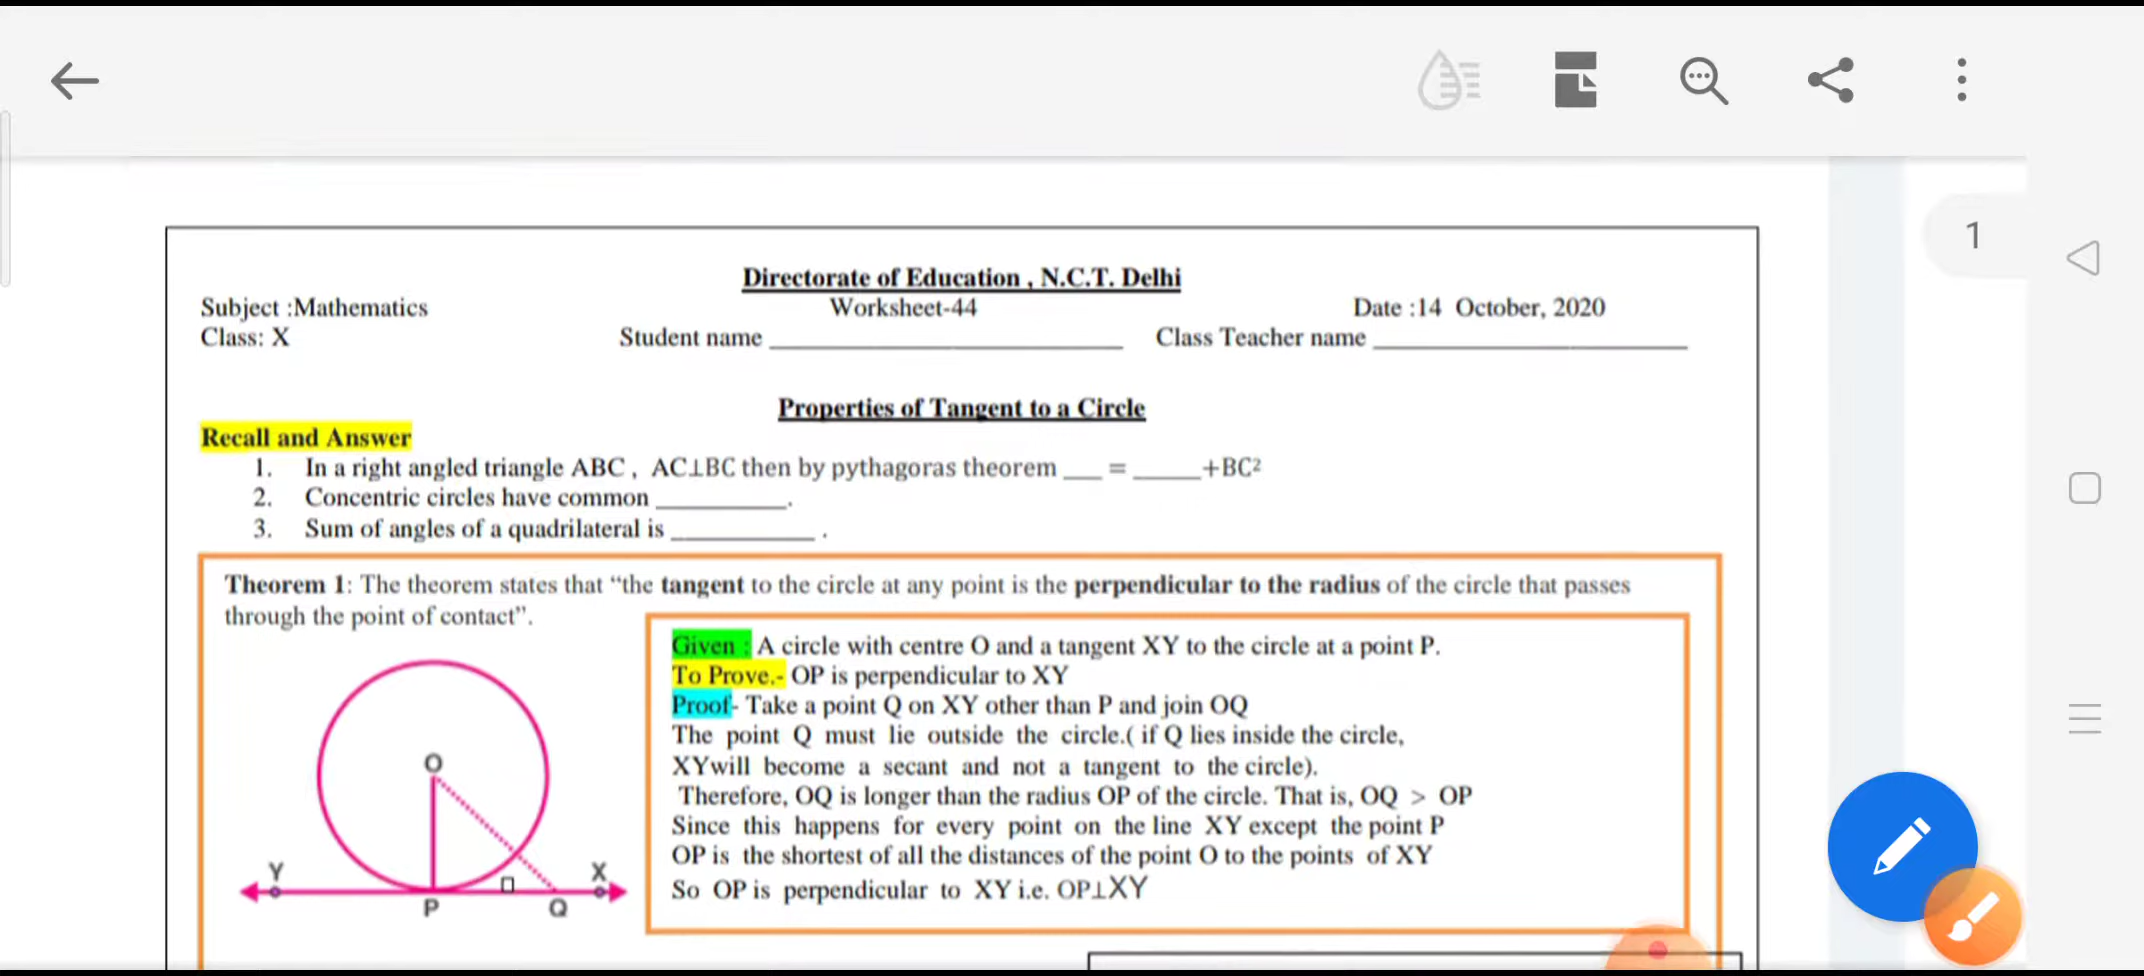 1
Directorate of Education , N.C.T. Delhi
Subject :Mathematics Worksheet-44 Date :14 October, 2020
Class: X Student name ____________________ Class Teacher name ____________________
Properties of Tangent to a Circle
Recall and Answer
1. In a right angled triangle ABC , AC⊥BC then by pythagoras theorem ___ = _____+BC²
2. Concentric circles have common __________.
3. Sum of angles of a quadrilateral is ___________ .
Theorem 1: The theorem states that “the tangent to the circle at any point is the perpendicular to the radius of the circle that passes
through the point of contact”.
Given : A circle with centre O and a tangent XY to the circle at a point P.
To Prove.- OP is perpendicular to XY
Proof- Take a point Q on XY other than P and join OQ
The point Q must lie outside the circle.( if Q lies inside the circle,
XYwill become a secant and not a tangent to the circle).
Therefore, OQ is longer than the radius OP of the circle. That is, OQ > OP
Since this happens for every point on the line XY except the point P
OP is the shortest of all the distances of the point O to the points of XY
So OP is perpendicular to XY i.e. OP⊥XY
O
Y X
P Q